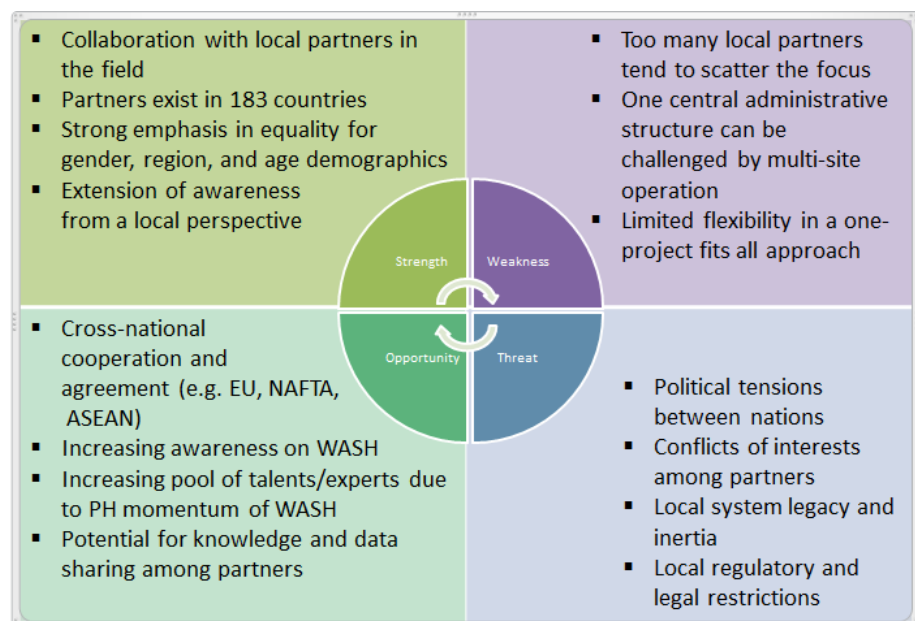 ▪ Collaboration with local partners in
the field
▪ Partners exist in 183 countries
▪ Strong emphasis in equality for
gender, region, and age demographics
▪ Extension of awareness
from a local perspective
▪ Too many local partners
tend to scatter the focus
▪ One central administrative
structure can be
challenged by multi-site
operation
▪ Limited flexibility in a one-
project fits all approach
Strength
Weakness
Opportunity
Threat
▪ Cross-national
cooperation and
agreement (e.g. EU, NAFTA,
ASEAN)
▪ Increasing awareness on WASH
▪ Increasing pool of talents/experts due
to PH momentum of WASH
▪ Potential for knowledge and data
sharing among partners
▪ Political tensions
between nations
▪ Conflicts of interests
among partners
▪ Local system legacy and
inertia
▪ Local regulatory and
legal restrictions